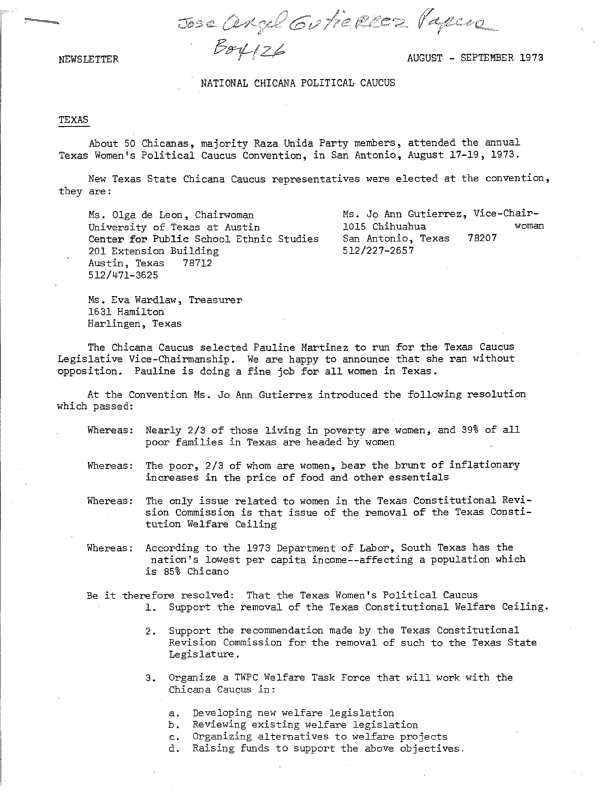 Jose Angel Gutierrez Papers
Box 126
NEWSLETTER AUGUST - SEPTEMBER 1973
NATIONAL CHICANA POLITICAL CAUCUS
TEXAS
About 50 Chicanas, majority Raza Unida Party members, attended the annual
Texas Women's Political Caucus Convention, in San Antonio, August 17-19, 1973.
New Texas State Chicana Caucus representatives were elected at the convention,
they are:
Ms. Olga de Leon, Chairwoman
University of Texas at Austin
Center for Public School Ethnic Studies
201 Extension Building
Austin, Texas 78712
512/471-3625
Ms. Jo Ann Gutierrez, Vice-Chair-
1015 Chihuahua woman
San Antonio, Texas 78207
512/227-2657
Ms. Eva Wardlaw, Treasurer
1631 Hamilton
Harlingen, Texas
The Chicana Caucus selected Pauline Martinez to run for the Texas Caucus
Legislative Vice-Chairmanship. We are happy to announce that she ran without
opposition. Pauline is doing a fine job for all women in Texas.
At the Convention Ms. Jo Ann Gutierrez introduced the following resolution
which passed:
Whereas: Nearly 2/3 of those living in poverty are women, and 39% of all
poor families in Texas are headed by women
Whereas: The poor, 2/3 of whom are women, bear the brunt of inflationary
increases in the price of food and other essentials
Whereas: The only issue related to women in the Texas Constitutional Revi-
sion Commission is that issue of the removal of the Texas Consti-
tution Welfare Ceiling
Whereas: According to the 1973 Department of Labor, South Texas has the
nation's lowest per capita income--affecting a population which
is 85% Chicano
Be it therefore resolved: That the Texas Women's Political Caucus
1. Support the removal of the Texas Constitutional Welfare Ceiling.
2. Support the recommendation made by the Texas Constitutional
Revision Commission for the removal of such to the Texas State
Legislature.
3. Organize a TWPC Welfare Task Force that will work with the
Chicana Caucus in:
a. Developing new welfare legislation
b. Reviewing existing welfare legislation
c. Organizing alternatives to welfare projects
d. Raising funds to support the above objectives.